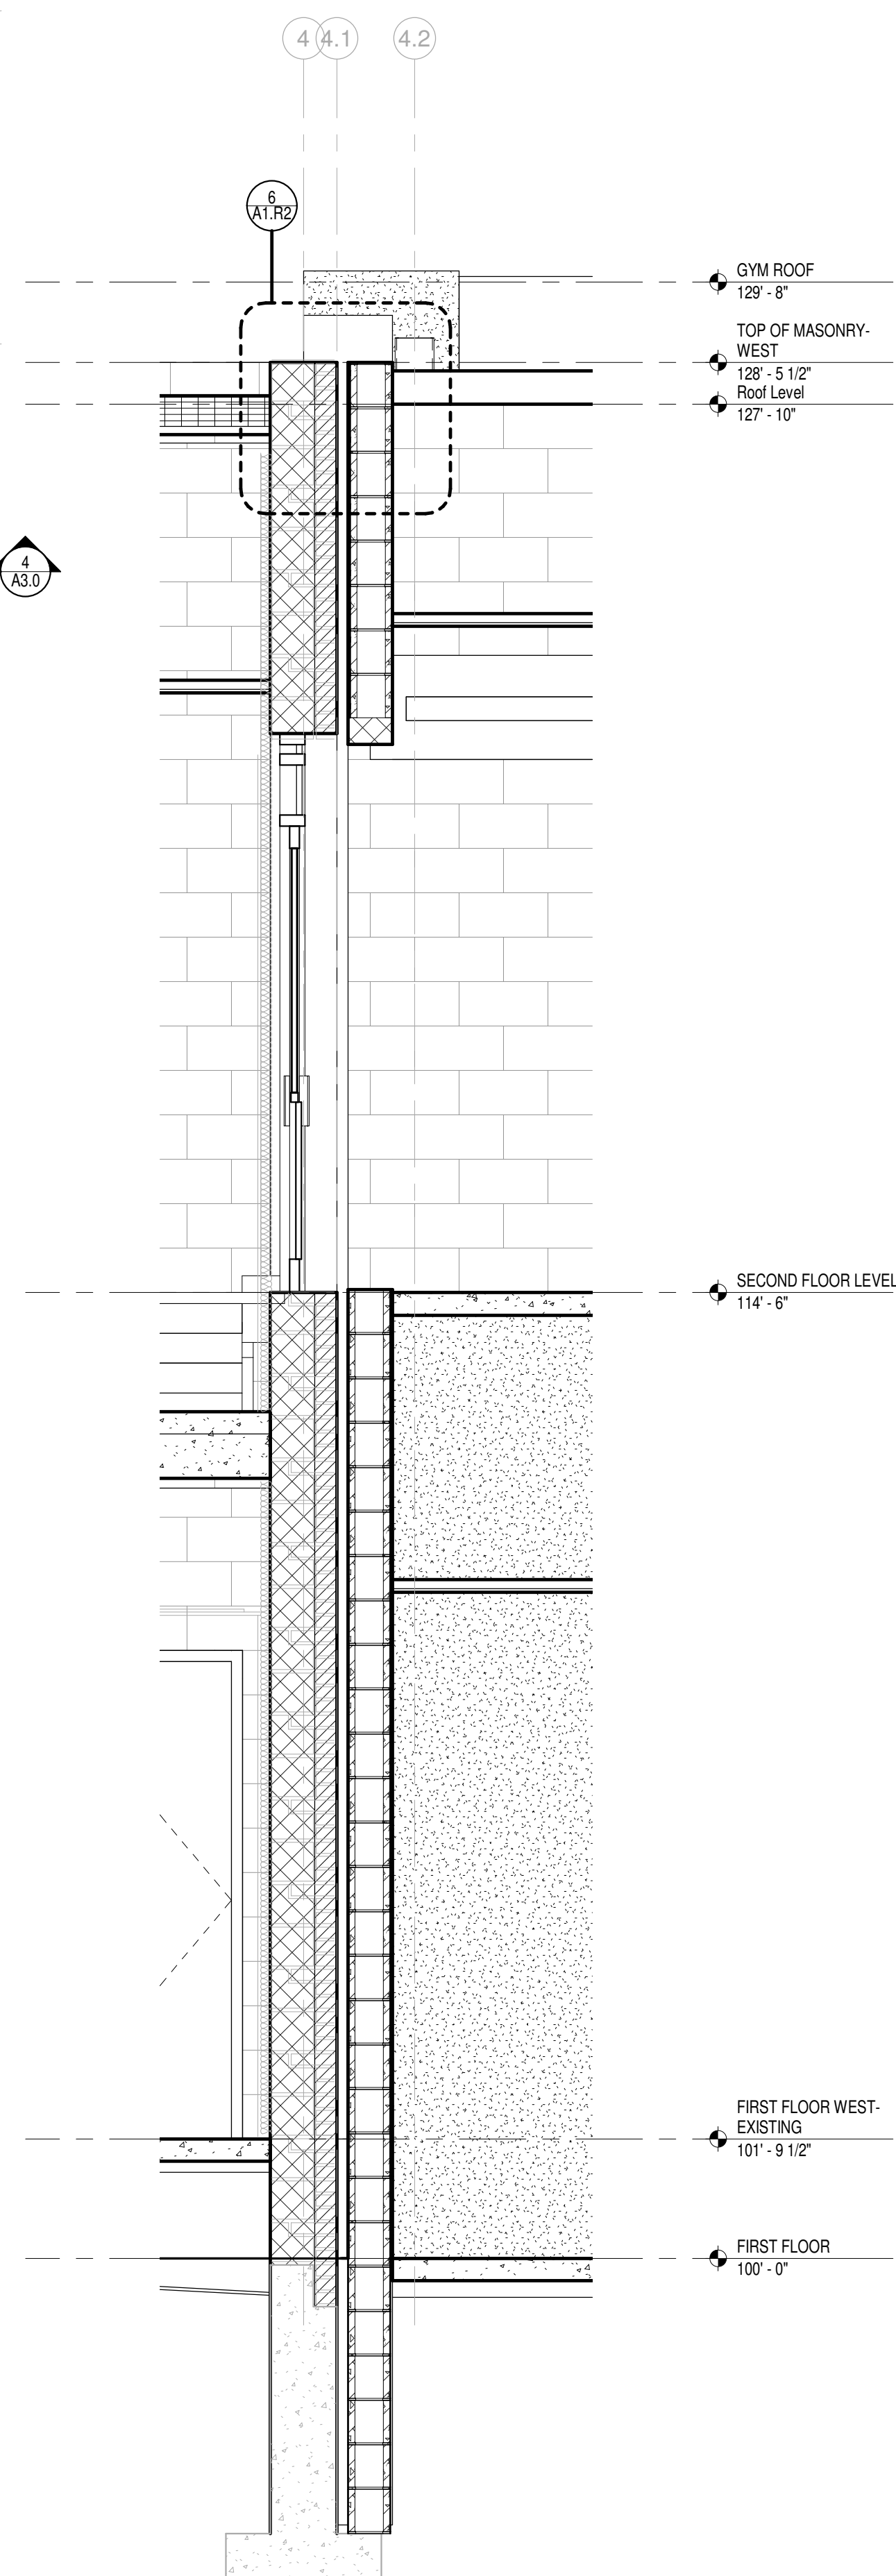 4 4.1 4.2
6
A1.R2
GYM ROOF
129' - 8"
TOP OF MASONRY-
WEST
128' - 5 1/2"
Roof Level
127' - 10"
4
A3.0
SECOND FLOOR LEVEL
114' - 6"
FIRST FLOOR WEST-
EXISTING
101' - 9 1/2"
FIRST FLOOR
100' - 0"